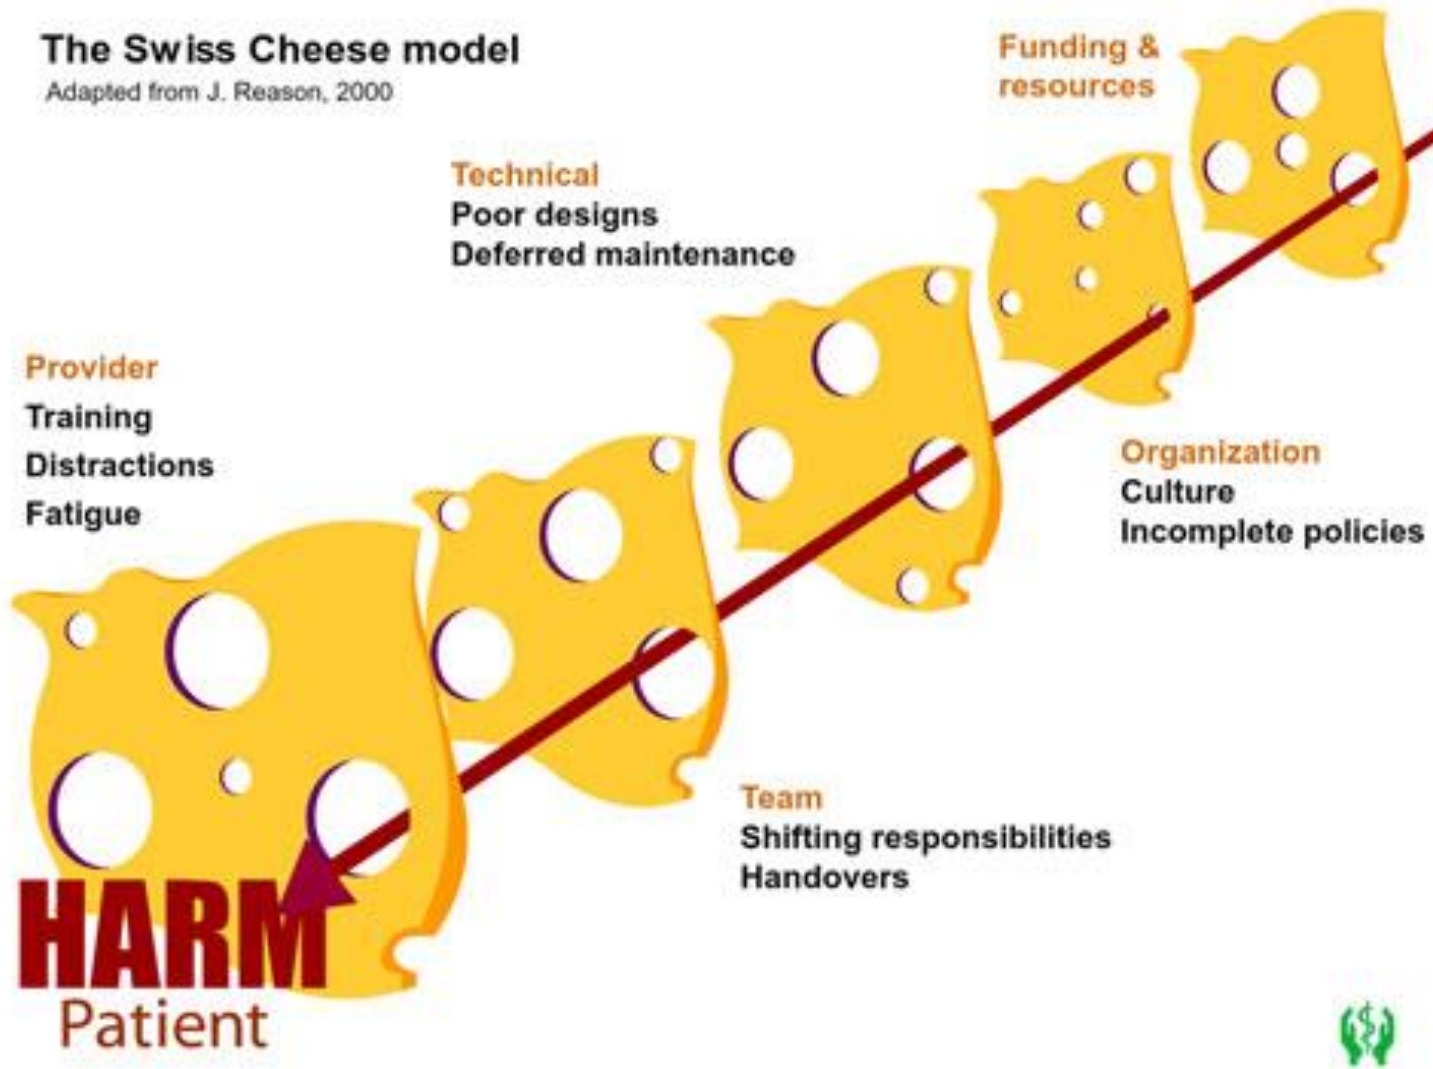 The Swiss Cheese model
Adapted from J. Reason, 2000
Funding &
resources
Technical
Poor designs
Deferred maintenance
Provider
Training
Distractions
Fatigue
Organization
Culture
Incomplete policies
Team
Shifting responsibilities
Handovers
HARM
Patient